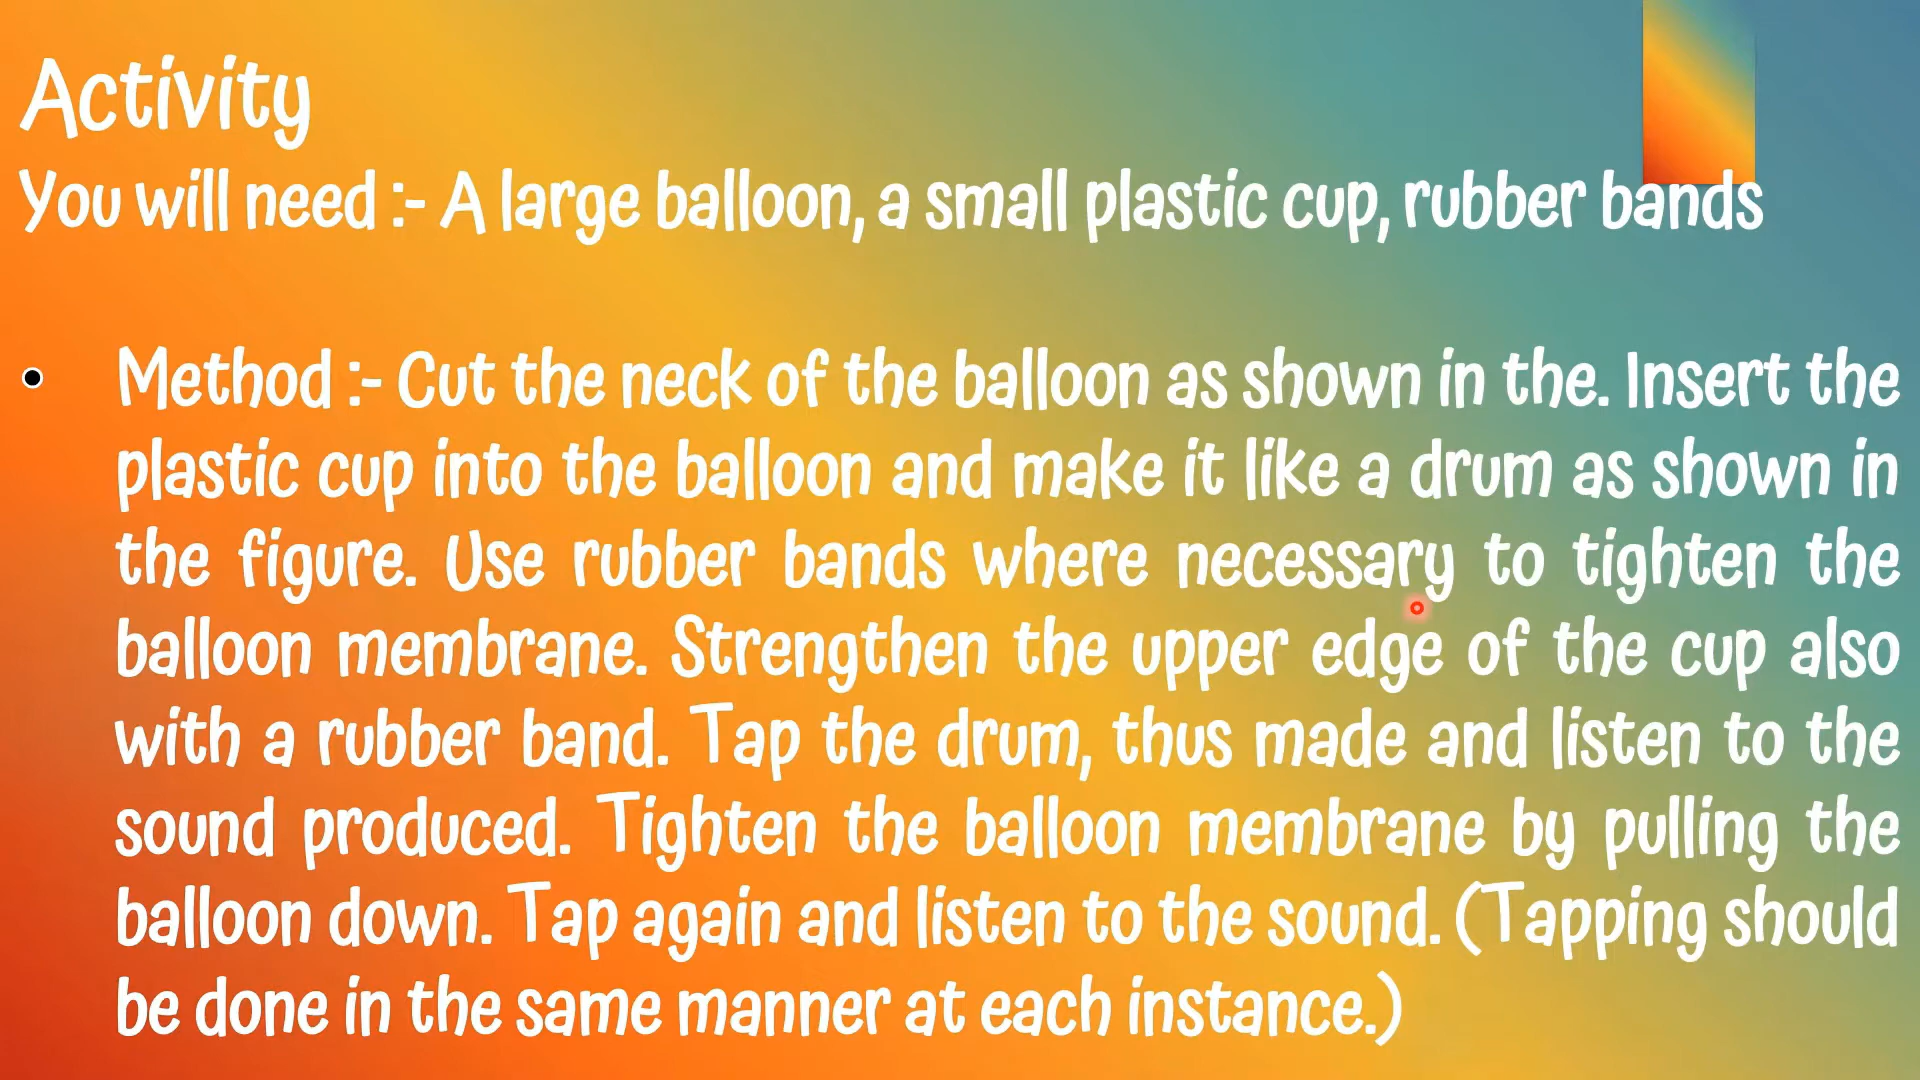 Activity
You will need :- A large balloon, a small plastic cup, rubber bands
• Method :- Cut the neck of the balloon as shown in the. Insert the
plastic cup into the balloon and make it like a drum as shown in
the figure. Use rubber bands where necessary to tighten the
balloon membrane. Strengthen the upper edge of the cup also
with a rubber band. Tap the drum, thus made and listen to the
sound produced. Tighten the balloon membrane by pulling the
balloon down. Tap again and listen to the sound. (Tapping should
be done in the same manner at each instance.)